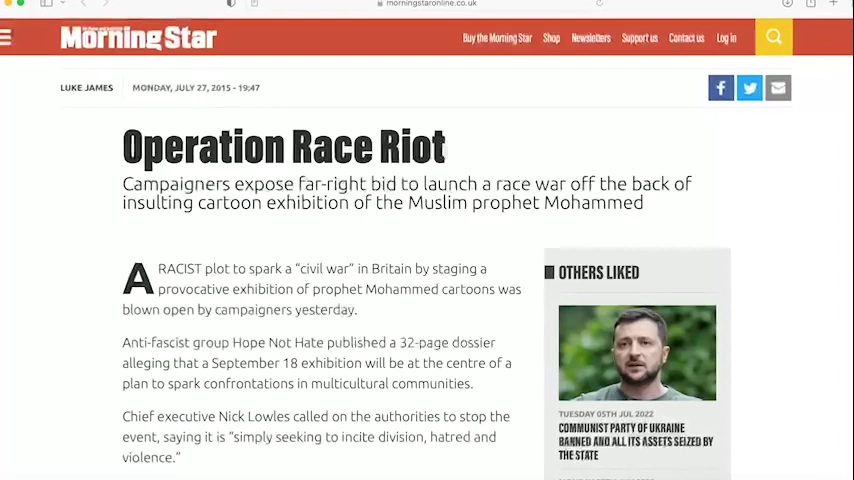 morningstaronline.co.uk
Morning Star
Buy the Morning Star Shop Newsletters Support us Contact us Log in
LUKE JAMES MONDAY, JULY 27, 2015 - 19:47
Operation Race Riot
Campaigners expose far-right bid to launch a race war off the back of
insulting cartoon exhibition of the Muslim prophet Mohammed
A RACIST plot to spark a “civil war” in Britain by staging a
provocative exhibition of prophet Mohammed cartoons was
blown open by campaigners yesterday.
Anti-fascist group Hope Not Hate published a 32-page dossier
alleging that a September 18 exhibition will be at the centre of a
plan to spark confrontations in multicultural communities.
Chief executive Nick Lowles called on the authorities to stop the
event, saying it is “simply seeking to incite division, hatred and
violence.”
OTHERS LIKED
TUESDAY 05TH JUL 2022
COMMUNIST PARTY OF UKRAINE
BANNED AND ALL ITS ASSETS SEIZED BY
THE STATE